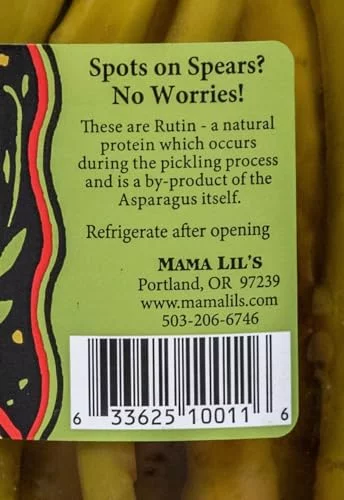 Spots on Spears?
No Worries!
These are Rutin - a natural
protein which occurs
during the pickling process
and is a by-product of the
Asparagus itself.
Refrigerate after opening
MAMA LIL'S
Portland, OR 97239
www.mamalils.com
503-206-6746
6 33625 10011 6